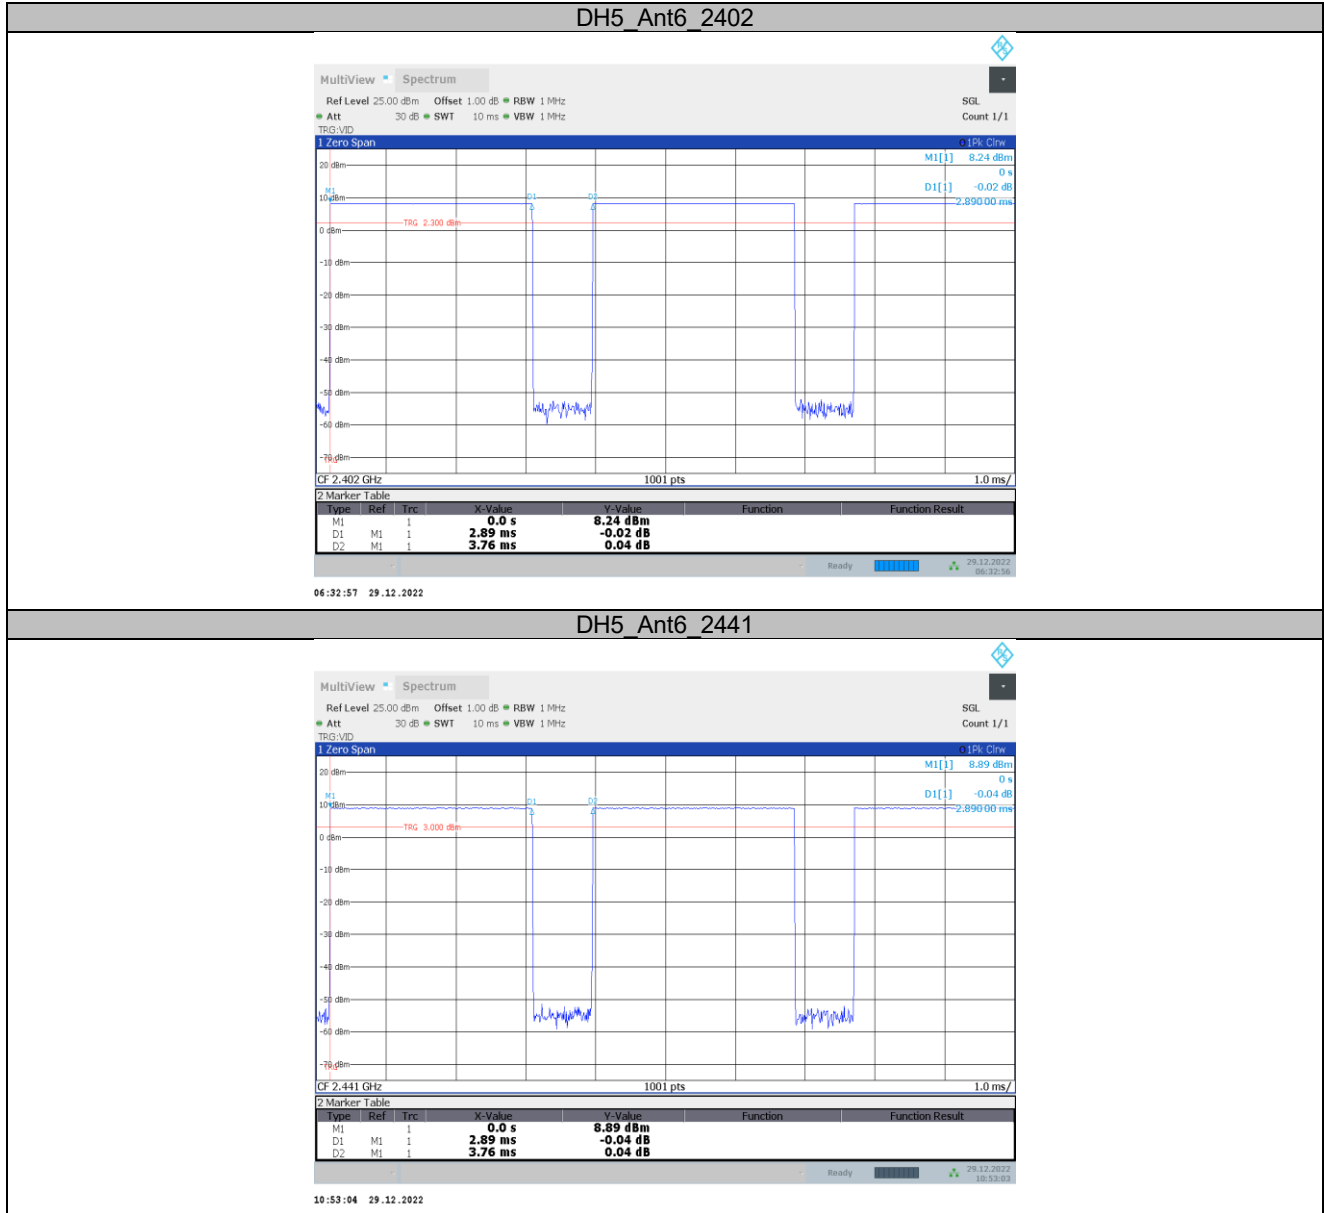 DH5_Ant6_2402
MultiView Spectrum
Ref Level 25.00 dBm Offset 1.00 dB RBW 1 MHz SGL
Att 30 dB SWT 10 ms VBW 1 MHz Count 1/1
TRG:VID
1 Zero Span 1Pk Clrw
M1[1] 8.24 dBm
0 s
D1[1] -0.02 dB
2.89000 ms
20 dBm
M1
10 dBm
D1 D2
TRG 2.300 dBm
0 dBm
-10 dBm
-20 dBm
-30 dBm
-40 dBm
-50 dBm
-60 dBm
-70 dBm
TRG
CF 2.402 GHz 1001 pts 1.0 ms/
2 Marker Table
Type Ref Trc X-Value Y-Value Function Function Result
M1 1 0.0 s 8.24 dBm
D1 M1 1 2.89 ms -0.02 dB
D2 M1 1 3.76 ms 0.04 dB
Ready 29.12.2022
06:32:56
06:32:57 29.12.2022
DH5_Ant6_2441
MultiView Spectrum
Ref Level 25.00 dBm Offset 1.00 dB RBW 1 MHz SGL
Att 30 dB SWT 10 ms VBW 1 MHz Count 1/1
TRG:VID
1 Zero Span 1Pk Clrw
M1[1] 8.89 dBm
0 s
D1[1] -0.04 dB
2.89000 ms
20 dBm
M1
10 dBm
D1 D2
TRG 3.000 dBm
0 dBm
-10 dBm
-20 dBm
-30 dBm
-40 dBm
-50 dBm
-60 dBm
-70 dBm
TRG
CF 2.441 GHz 1001 pts 1.0 ms/
2 Marker Table
Type Ref Trc X-Value Y-Value Function Function Result
M1 1 0.0 s 8.89 dBm
D1 M1 1 2.89 ms -0.04 dB
D2 M1 1 3.76 ms 0.04 dB
Ready 29.12.2022
10:53:03
10:53:04 29.12.2022